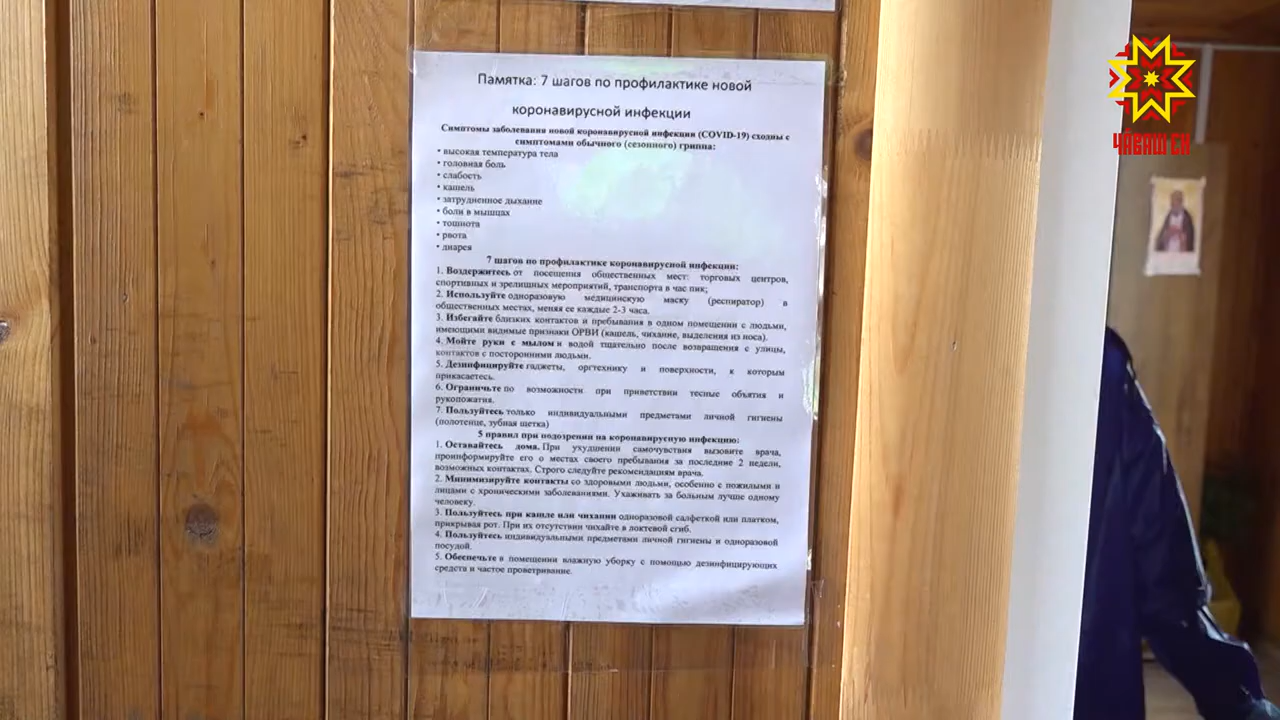 Памятка: 7 шагов по профилактике новой
коронавирусной инфекции
Симптомы заболевания новой коронавирусной инфекции (COVID-19) сходны с
симптомами обычного (сезонного) гриппа:
• высокая температура тела
• головная боль
• слабость
• кашель
• затрудненное дыхание
• боли в мышцах
• тошнота
• рвота
• диарея
7 шагов по профилактике коронавирусной инфекции:
1. Воздержитесь от посещения общественных мест: торговых центров,
спортивных и зрелищных мероприятий, транспорта в час пик;
2. Используйте одноразовую медицинскую маску (респиратор) в
общественных местах, меняя ее каждые 2-3 часа.
3. Избегайте близких контактов и пребывания в одном помещении с людьми,
имеющими видимые признаки ОРВИ (кашель, чихание, выделения из носа).
4. Мойте руки с мылом и водой тщательно после возвращения с улицы,
контактов с посторонними людьми.
5. Дезинфицируйте гаджеты, оргтехнику и поверхности, к которым
прикасаетесь.
6. Ограничьте по возможности при приветствии тесные объятия и
рукопожатия.
7. Пользуйтесь только индивидуальными предметами личной гигиены
(полотенце, зубная щетка)
5 правил при подозрении на коронавирусную инфекцию:
1. Оставайтесь дома. При ухудшении самочувствия вызовите врача,
проинформируйте его о местах своего пребывания за последние 2 недели,
возможных контактах. Строго следуйте рекомендациям врача.
2. Минимизируйте контакты со здоровыми людьми, особенно с пожилыми и
лицами с хроническими заболеваниями. Ухаживать за больным лучше одному
человеку.
3. Пользуйтесь при кашле или чихании одноразовой салфеткой или платком,
прикрывая рот. При их отсутствии чихайте в локтевой сгиб.
4. Пользуйтесь индивидуальными предметами личной гигиены и одноразовой
посудой.
5. Обеспечьте в помещении влажную уборку с помощью дезинфицирующих
средств и частое проветривание.
ЧĂВАШ ЕН